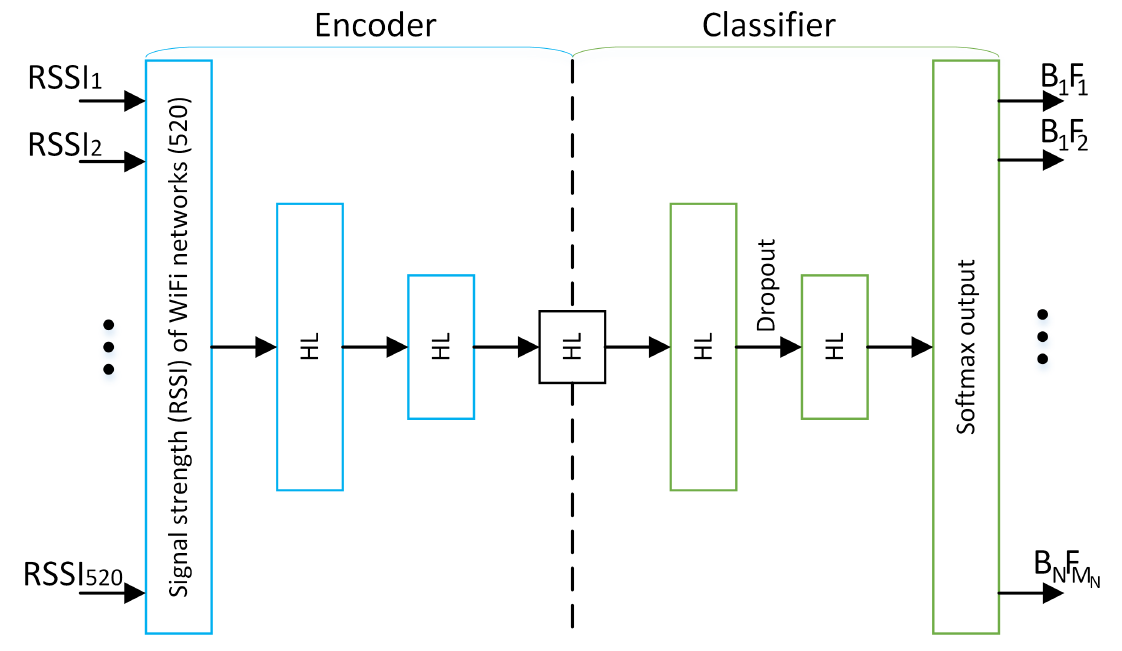 Encoder
Classifier
RSSI1
RSSI2
RSSI520
Signal strength (RSSI) of WiFi networks (520)
HL
HL
HL
HL
Dropout
HL
Softmax output
B1F1
B1F2
BNFMN